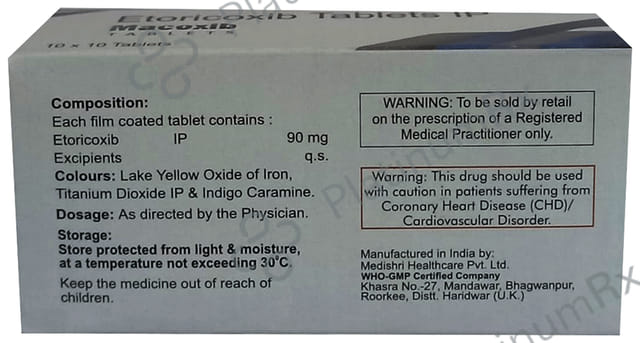 Etoricoxib Tablets IP
Macoxib
TABLETS
10 x 10 Tablets
Composition:
Each film coated tablet contains :
Etoricoxib IP 90 mg
Excipients q.s.
Colours: Lake Yellow Oxide of Iron,
Titanium Dioxide IP & Indigo Caramine.
Dosage: As directed by the Physician.
Storage:
Store protected from light & moisture,
at a temperature not exceeding 30°C.
Keep the medicine out of reach of
children.
WARNING: To be sold by retail
on the prescription of a Registered
Medical Practitioner only.
Warning: This drug should be used
with caution in patients suffering from
Coronary Heart Disease (CHD)/
Cardiovascular Disorder.
Manufactured in India by:
Medishri Healthcare Pvt. Ltd.
WHO-GMP Certified Company
Khasra No.-27, Mandawar, Bhagwanpur,
Roorkee, Distt. Haridwar (U.K.)
PlatinumRx